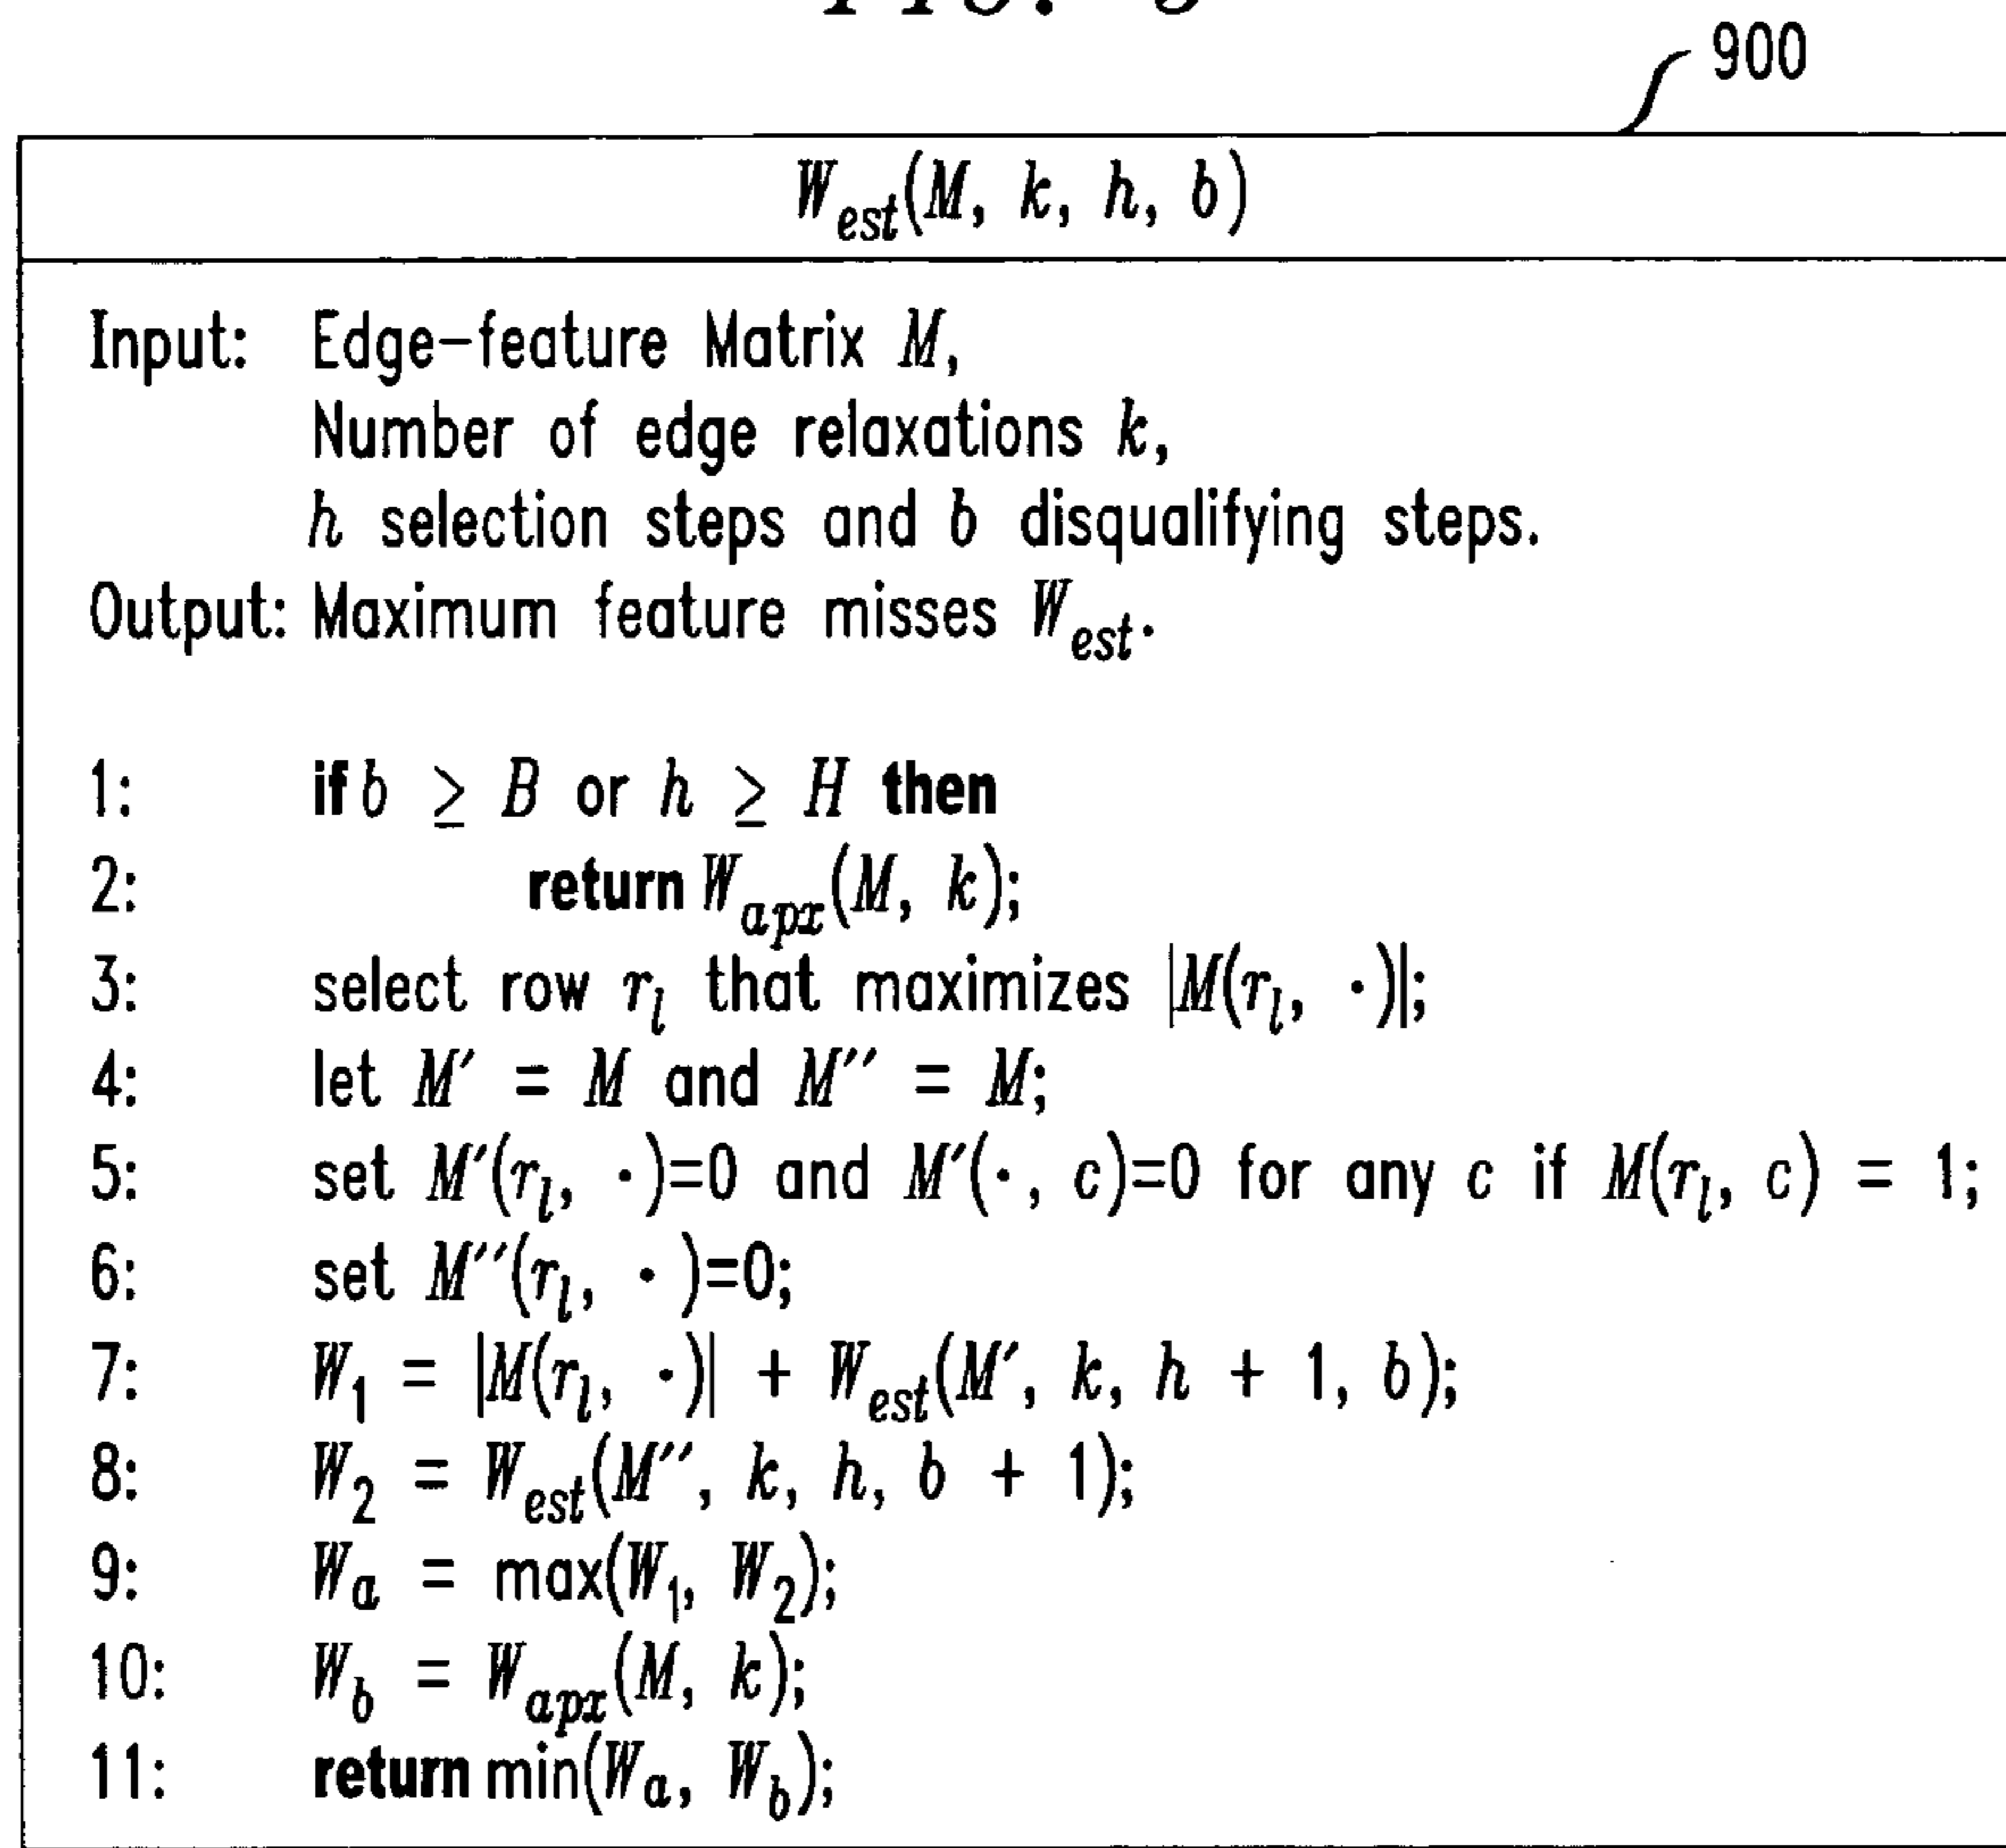 FIG.
900
W_est(M, k, h, b)
Input: Edge-feature Matrix M,
Number of edge relaxations k,
h selection steps and b disqualifying steps.
Output: Maximum feature misses W_est.
1: if b ≥ B or h ≥ H then
2: return W_apx(M, k);
3: select row r_l that maximizes |M(r_l, ·)|;
4: let M′ = M and M″ = M;
5: set M′(r_l, ·)=0 and M′(·, c)=0 for any c if M(r_l, c) = 1;
6: set M″(r_l, ·)=0;
7: W_1 = |M(r_l, ·)| + W_est(M′, k, h + 1, b);
8: W_2 = W_est(M″, k, h, b + 1);
9: W_a = max(W_1, W_2);
10: W_b = W_apx(M, k);
11: return min(W_a, W_b);